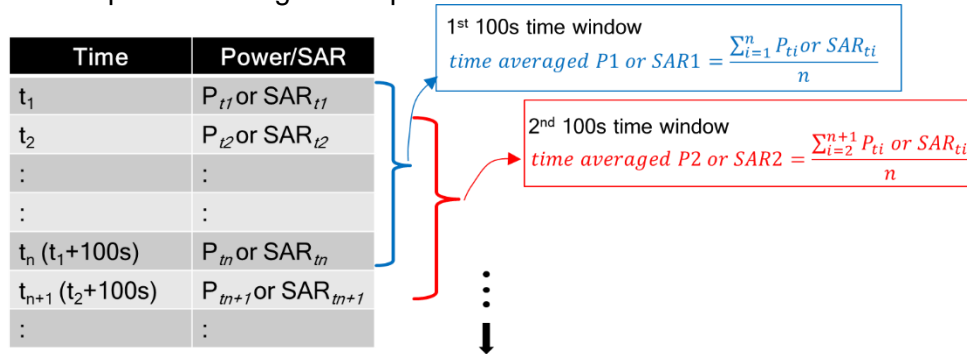 1st 100s time window
time averaged P1 or SAR1 = ∑ⁿᵢ₌₁ Pti or SARti / n
Time Power/SAR
t1 Pt1 or SARt1
t2 Pt2 or SARt2
: :
: :
tn (t1+100s) Ptn or SARtn
tn+1 (t2+100s) Ptn+1 or SARtn+1
: :
2nd 100s time window
time averaged P2 or SAR2 = ∑ⁿ⁺¹ᵢ₌₂ Pti or SARti / n